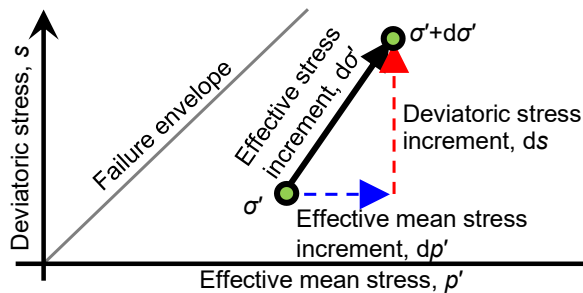 Deviatoric stress, s
Failure envelope
Effective stress
increment, dσ′
σ′+dσ′
Deviatoric stress
increment, ds
σ′
Effective mean stress
increment, dp′
Effective mean stress, p′